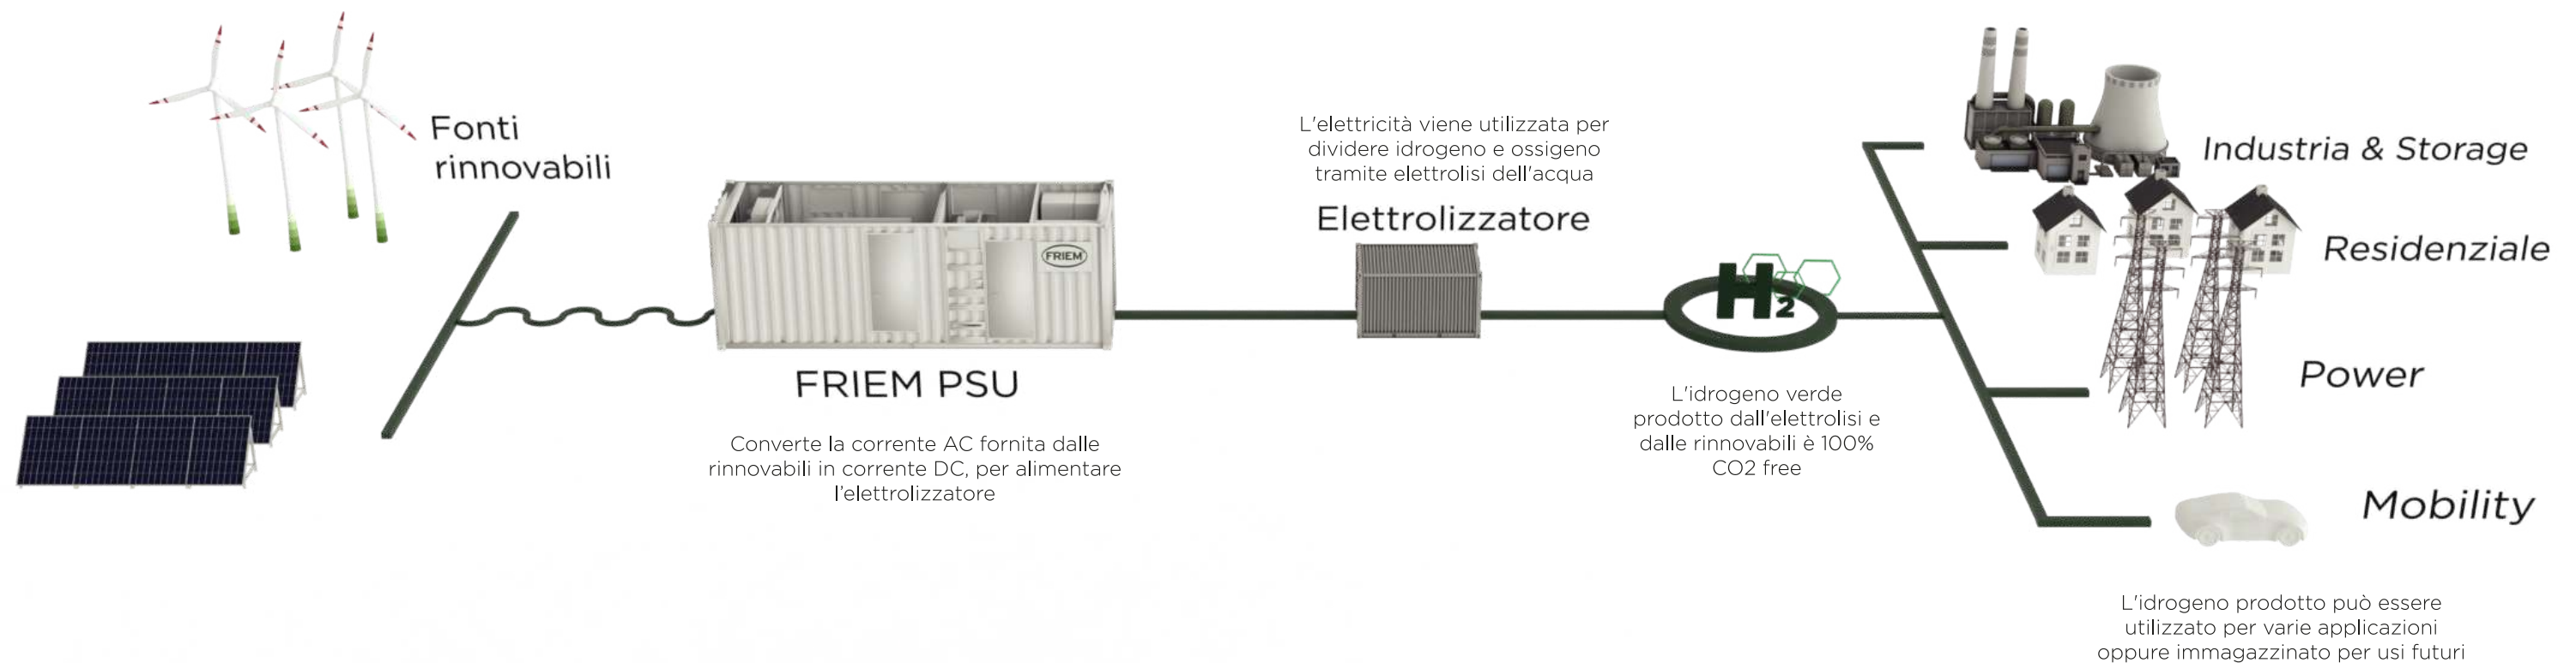 Fonti
rinnovabili
FRIEM
FRIEM PSU
Converte la corrente AC fornita dalle
rinnovabili in corrente DC, per alimentare
l’elettrolizzatore
L'elettricità viene utilizzata per
dividere idrogeno e ossigeno
tramite elettrolisi dell'acqua
Elettrolizzatore
H2
L'idrogeno verde
prodotto dall'elettrolisi e
dalle rinnovabili è 100%
CO2 free
Industria & Storage
Residenziale
Power
Mobility
L'idrogeno prodotto può essere
utilizzato per varie applicazioni
oppure immagazzinato per usi futuri